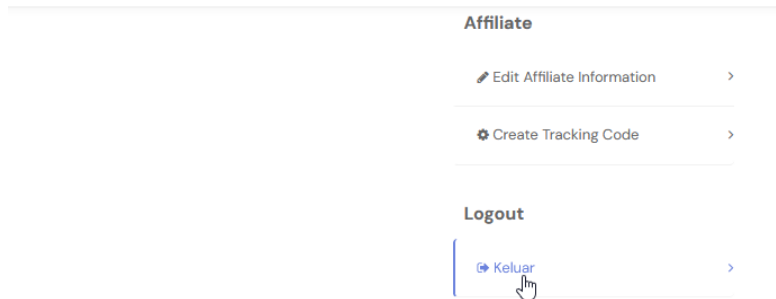 Affiliate
Edit Affiliate Information
Create Tracking Code
Logout
Keluar